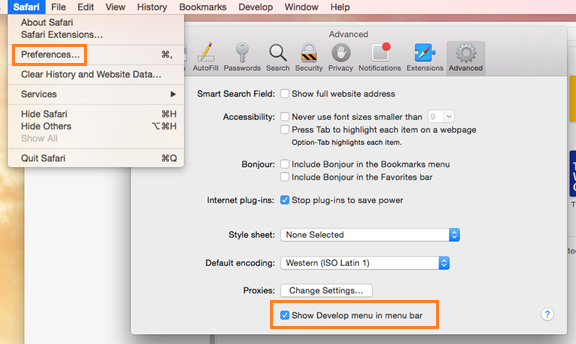 Safari File Edit View History Bookmarks Develop Window Help
About Safari
Safari Extensions...
Preferences... ⌘,
Clear History and Website Data...
Services ▶
Hide Safari ⌘H
Hide Others ⌥⌘H
Show All
Quit Safari ⌘Q
Advanced
AutoFill Passwords Search Security Privacy Notifications Extensions Advanced
Smart Search Field: Show full website address
Accessibility: Never use font sizes smaller than 9
Press Tab to highlight each item on a webpage
Option-Tab highlights each item.
Bonjour: Include Bonjour in the Bookmarks menu
Include Bonjour in the Favorites bar
Internet plug-ins: Stop plug-ins to save power
Style sheet: None Selected
Default encoding: Western (ISO Latin 1)
Proxies: Change Settings...
Show Develop menu in menu bar ?